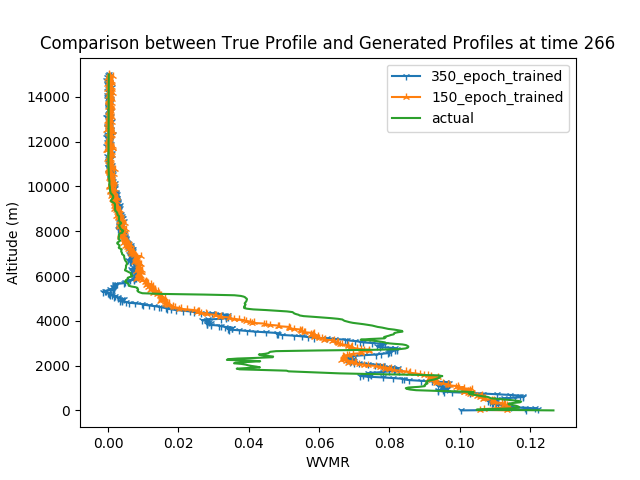 Comparison between True Profile and Generated Profiles at time 266
350_epoch_trained
150_epoch_trained
actual
Altitude (m)
14000
12000
10000
8000
6000
4000
2000
0
0.00 0.02 0.04 0.06 0.08 0.10 0.12
WVMR